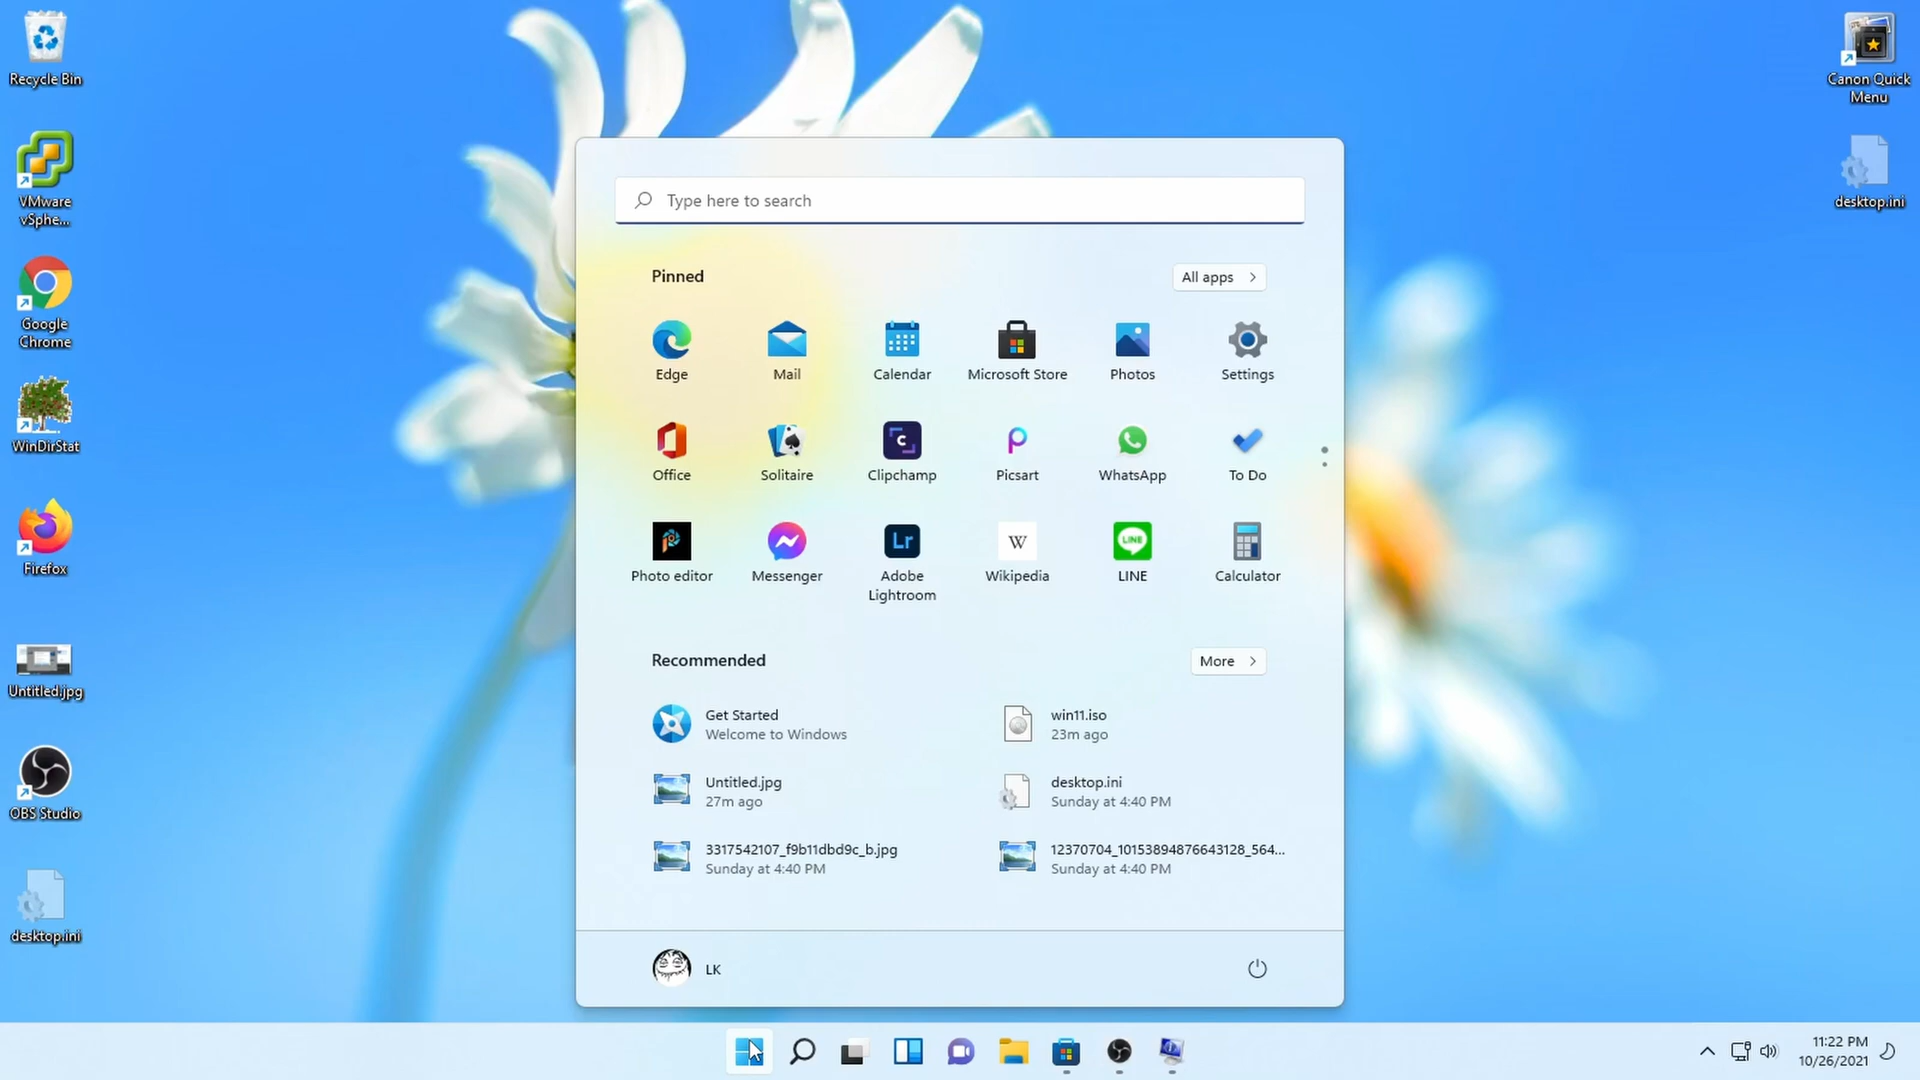 Recycle Bin
VMware
vSphe...
Google
Chrome
WinDirStat
Firefox
Untitled.jpg
OBS Studio
desktop.ini
Canon Quick
Menu
desktop.ini
Type here to search
Pinned
All apps
Edge
Mail
Calendar
Microsoft Store
Photos
Settings
Office
Solitaire
Clipchamp
Picsart
WhatsApp
To Do
Photo editor
Messenger
Lr
Adobe
Lightroom
W
Wikipedia
LINE
LINE
Calculator
Recommended
More
Get Started
Welcome to Windows
win11.iso
23m ago
Untitled.jpg
27m ago
desktop.ini
Sunday at 4:40 PM
3317542107_f9b11dbd9c_b.jpg
Sunday at 4:40 PM
12370704_10153894876643128_564...
Sunday at 4:40 PM
LK
11:22 PM
10/26/2021